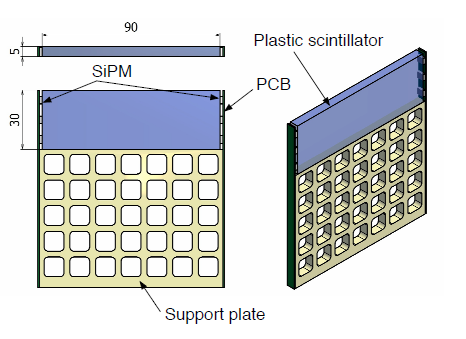 90
Plastic scintillator
5
SiPM
PCB
30
Support plate